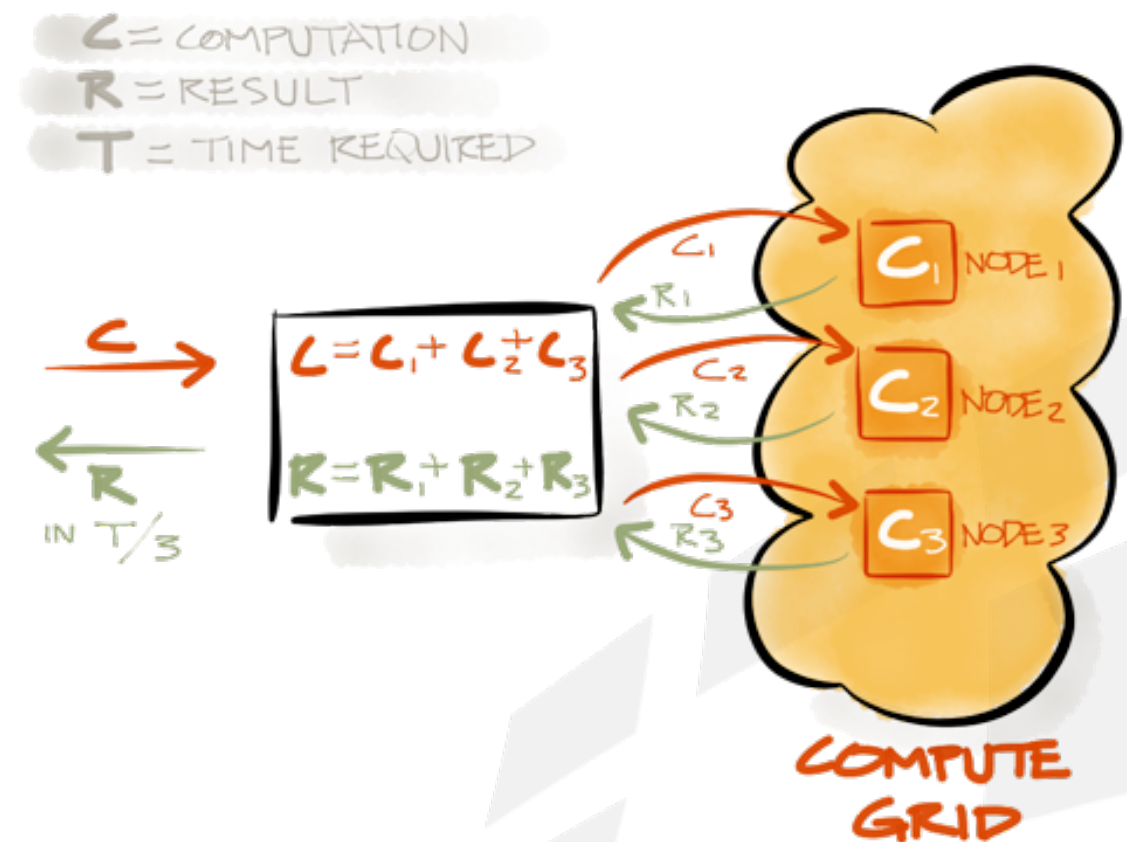 C = COMPUTATION
R = RESULT
T = TIME REQUIRED
C
R
IN T/3
C = C₁ + C₂ + C₃
R = R₁ + R₂ + R₃
C₁
R₁
C₂
R₂
C₃
R₃
C₁ NODE 1
C₂ NODE 2
C₃ NODE 3
COMPUTE
GRID